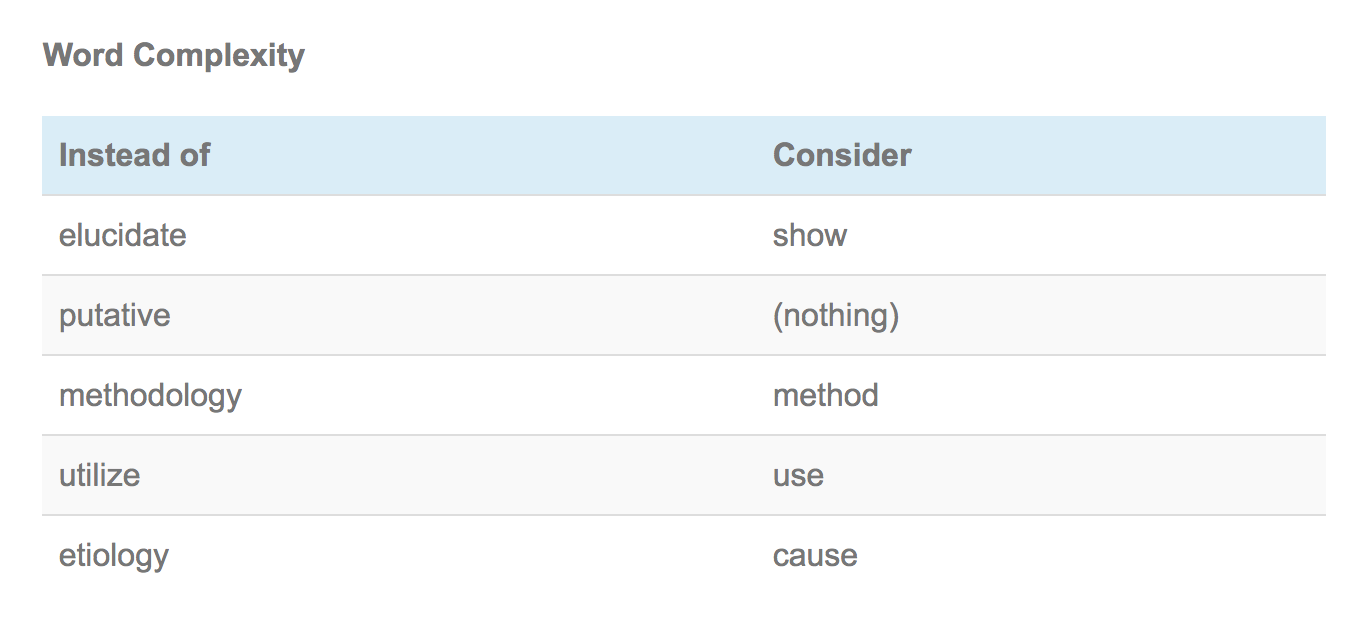 Word Complexity
Instead of Consider
elucidate show
putative (nothing)
methodology method
utilize use
etiology cause